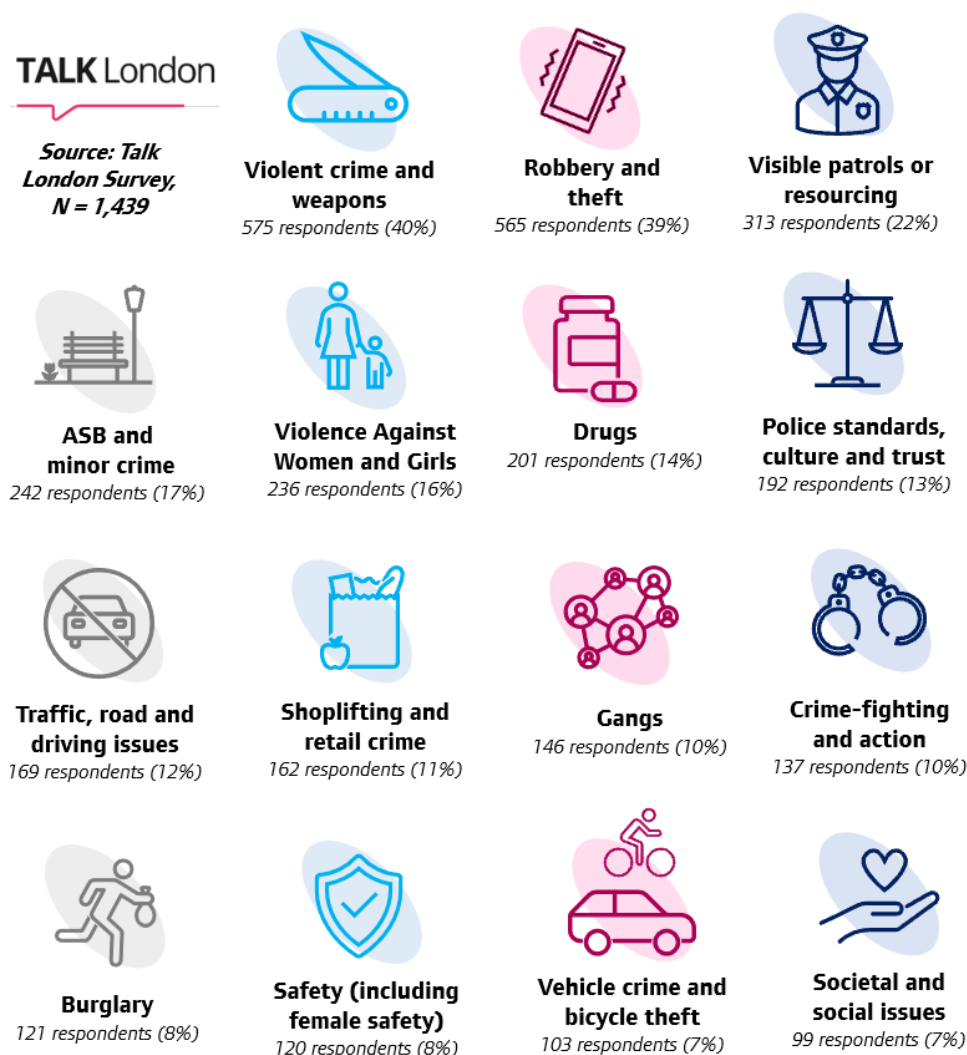 TALK London
Source: Talk
London Survey,
N = 1,439
Violent crime and
weapons
575 respondents (40%)
Robbery and
theft
565 respondents (39%)
Visible patrols or
resourcing
313 respondents (22%)
ASB and
minor crime
242 respondents (17%)
Violence Against
Women and Girls
236 respondents (16%)
Drugs
201 respondents (14%)
Police standards,
culture and trust
192 respondents (13%)
Traffic, road and
driving issues
169 respondents (12%)
Shoplifting and
retail crime
162 respondents (11%)
Gangs
146 respondents (10%)
Crime-fighting
and action
137 respondents (10%)
Burglary
121 respondents (8%)
Safety (including
female safety)
120 respondents (8%)
Vehicle crime and
bicycle theft
103 respondents (7%)
Societal and
social issues
99 respondents (7%)